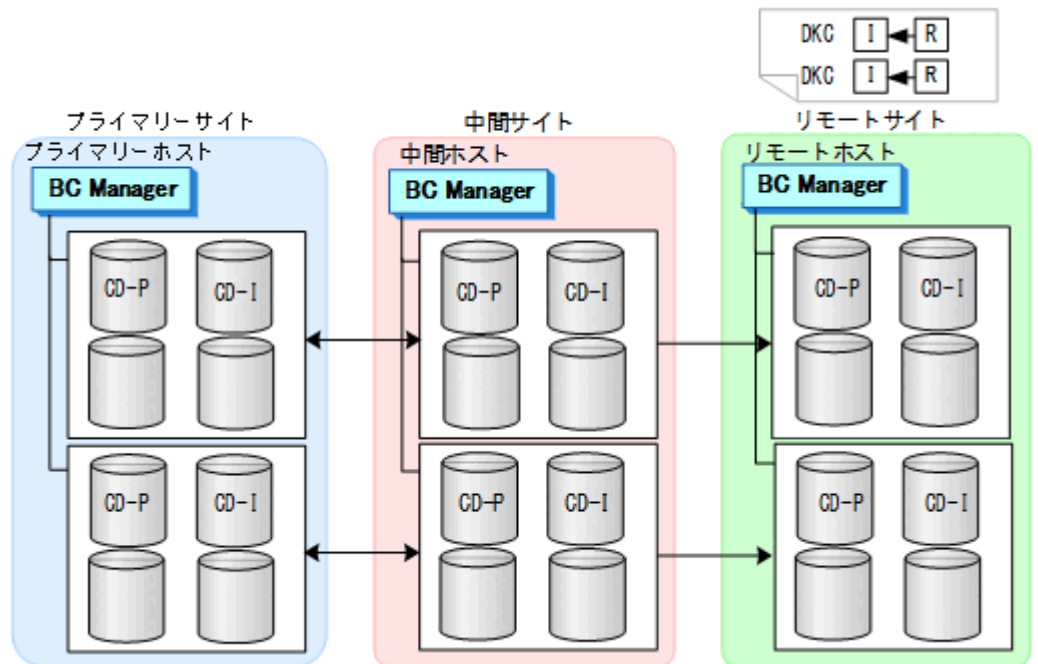 DKC I R
DKC I R
プライマリーサイト 中間サイト リモートサイト
プライマリーホスト 中間ホスト リモートホスト
BC Manager BC Manager BC Manager
CD-P CD-I CD-P CD-I CD-P CD-I
CD-P CD-I CD-P CD-I CD-P CD-I